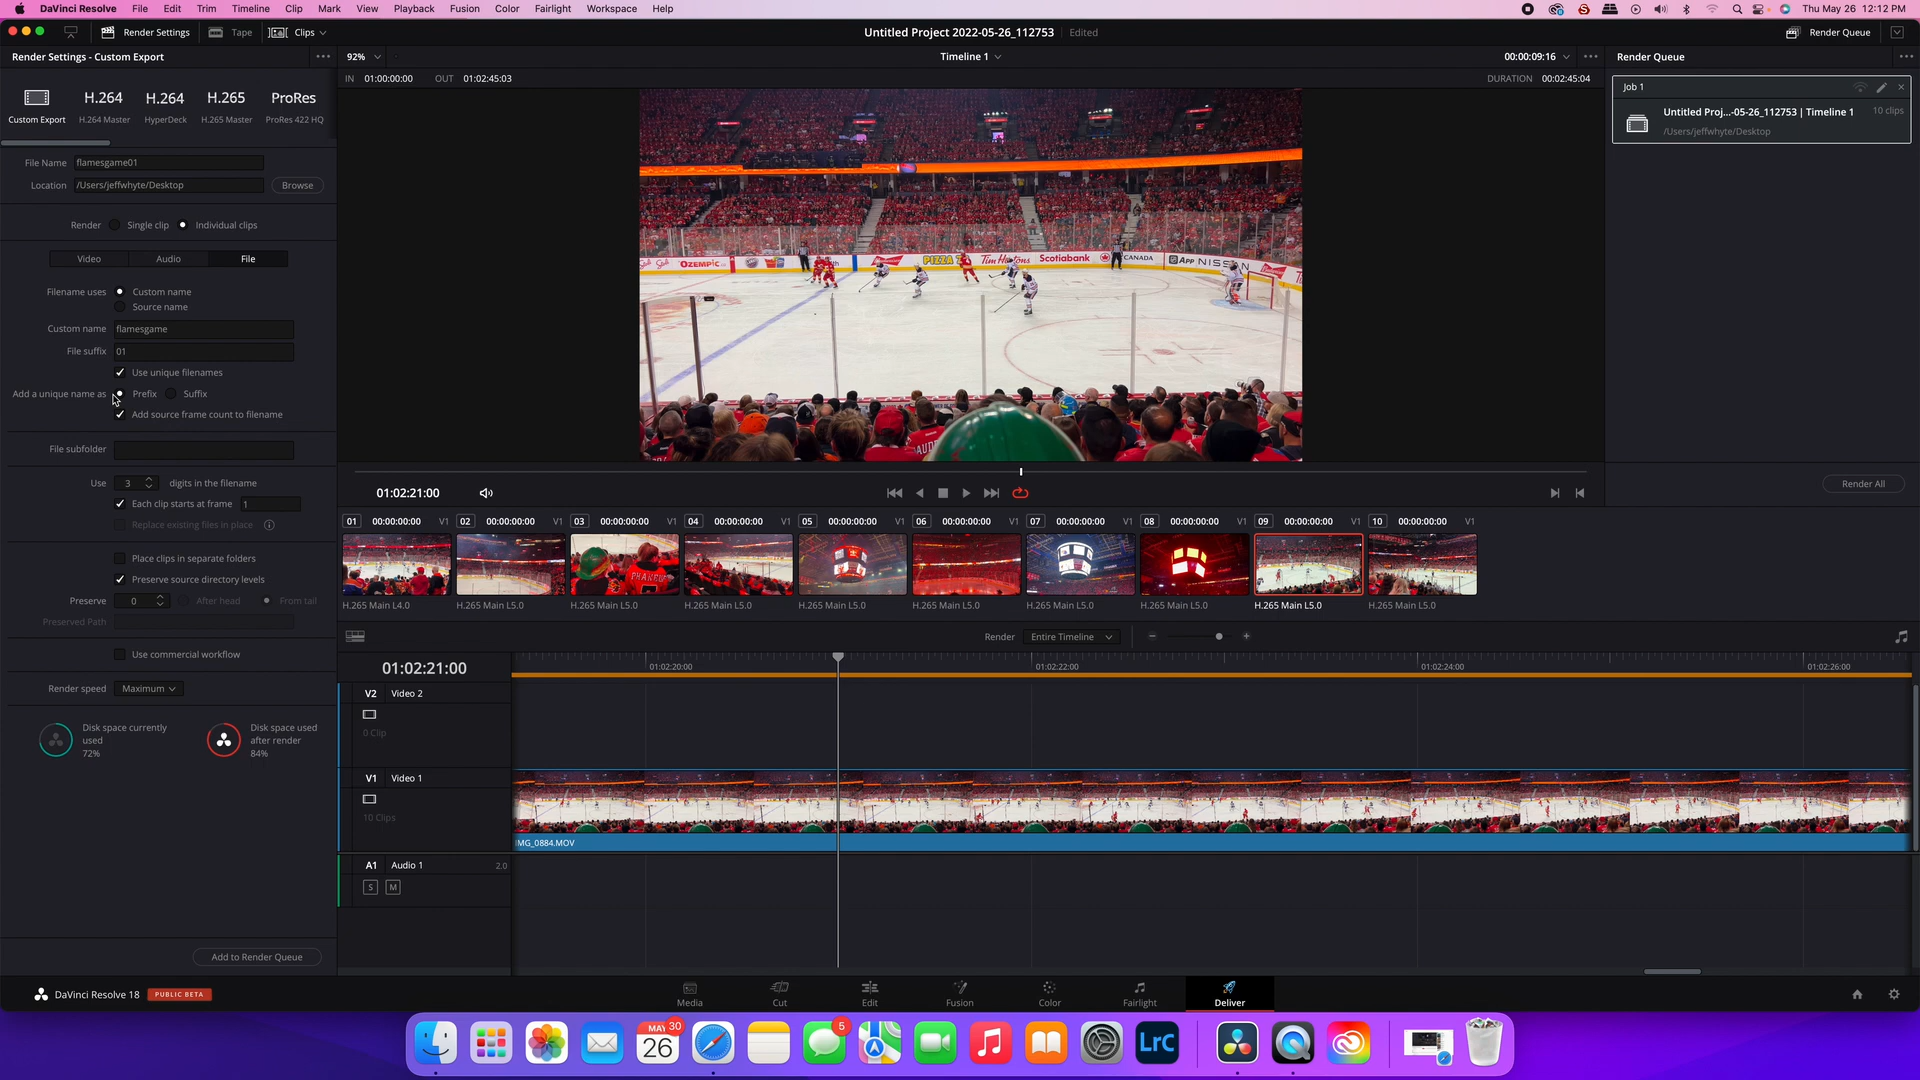 DaVinci Resolve File Edit Trim Timeline Clip Mark View Playback Fusion Color Fairlight Workspace Help
Thu May 26 12:12 PM
Render Settings Tape Clips
Untitled Project 2022-05-26_112753 Edited
Render Queue
Render Settings - Custom Export
92%
Timeline 1
00:00:09:16
Render Queue
IN 01:00:00:00 OUT 01:02:45:03
DURATION 00:02:45:04
H.264 H.264 H.265 ProRes
Custom Export H.264 Master HyperDeck H.265 Master ProRes 422 HQ
Job 1
Untitled Proj...-05-26_112753 | Timeline 1
10 clips
/Users/jeffwhyte/Desktop
File Name flamesgame01
Location /Users/jeffwhyte/Desktop Browse
Render Single clip Individual clips
Video Audio File
OZEMPIC PIZZA Tim Hortons Scotiabank CANADA App NISSAN
Filename uses Custom name
Source name
Custom name flamesgame
File suffix 01
Use unique filenames
Add a unique name as Prefix Suffix
Add source frame count to filename
File subfolder
Use 3 digits in the filename
Each clip starts at frame 1
Replace existing files in place
Place clips in separate folders
Preserve source directory levels
Preserve 0 After head From tail
Preserved Path
Use commercial workflow
Render speed Maximum
Disk space currently used 72%
Disk space used after render 84%
Add to Render Queue
01:02:21:00
Render All
01 00:00:00:00 V1 02 00:00:00:00 V1 03 00:00:00:00 V1 04 00:00:00:00 V1 05 00:00:00:00 V1 06 00:00:00:00 V1 07 00:00:00:00 V1 08 00:00:00:00 V1 09 00:00:00:00 V1 10 00:00:00:00 V1
PHANEUF
H.265 Main L4.0 H.265 Main L5.0 H.265 Main L5.0 H.265 Main L5.0 H.265 Main L5.0 H.265 Main L5.0 H.265 Main L5.0 H.265 Main L5.0 H.265 Main L5.0 H.265 Main L5.0
Render Entire Timeline
01:02:21:00
01:02:20:00 01:02:22:00 01:02:24:00 01:02:26:00
V2 Video 2
0 Clip
V1 Video 1
10 Clips
IMG_0884.MOV
A1 Audio 1 2.0
S M
DaVinci Resolve 18 PUBLIC BETA
Media Cut Edit Fusion Color Fairlight Deliver
MAY 30
26
5
LrC